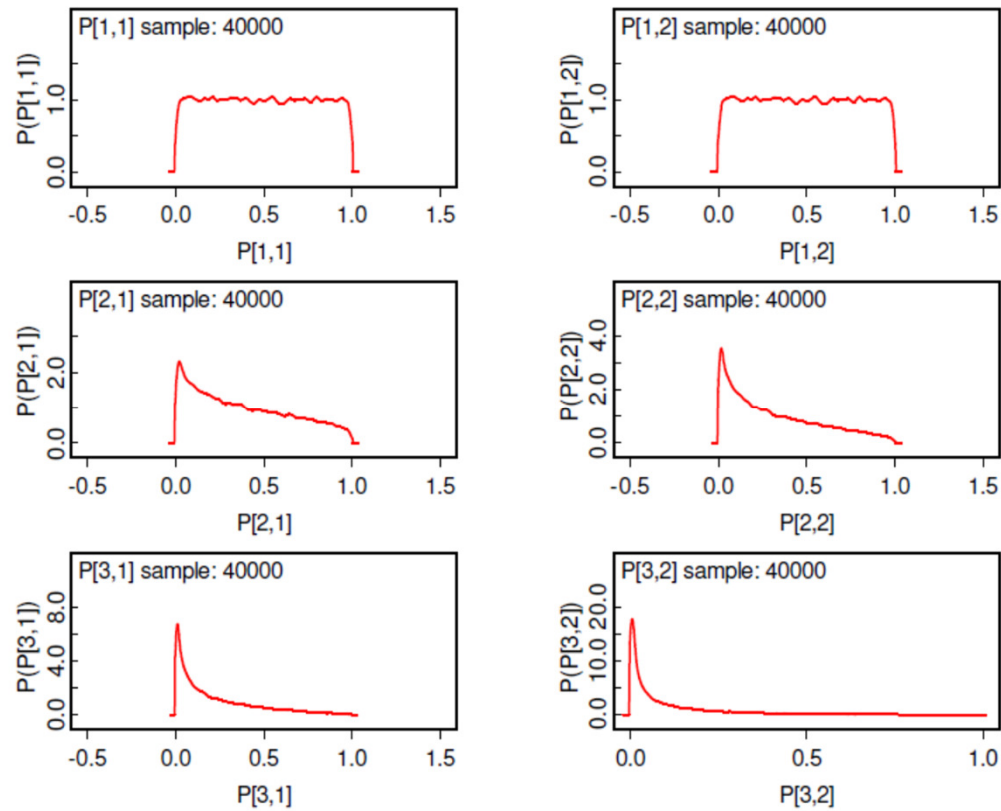 P[1,1] sample: 40000
P(P[1,1])
0.0 1.0
-0.5 0.0 0.5 1.0 1.5
P[1,1]
P[1,2] sample: 40000
P(P[1,2])
0.0 1.0
-0.5 0.0 0.5 1.0 1.5
P[1,2]
P[2,1] sample: 40000
P(P[2,1])
0.0 2.0
-0.5 0.0 0.5 1.0 1.5
P[2,1]
P[2,2] sample: 40000
P(P[2,2])
0.0 2.0 4.0
-0.5 0.0 0.5 1.0 1.5
P[2,2]
P[3,1] sample: 40000
P(P[3,1])
0.0 4.0 8.0
-0.5 0.0 0.5 1.0 1.5
P[3,1]
P[3,2] sample: 40000
P(P[3,2])
0.0 10.0 20.0
0.0 0.5 1.0
P[3,2]